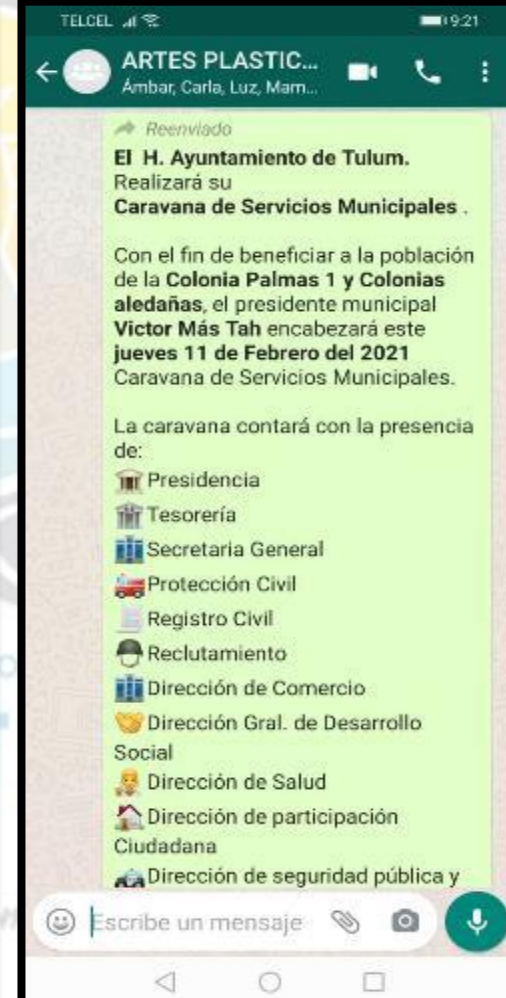 TELCEL 9:21
ARTES PLASTIC...
Ámbar, Carla, Luz, Mam...
Reenviado
El H. Ayuntamiento de Tulum.
Realizará su
Caravana de Servicios Municipales .
Con el fin de beneficiar a la población
de la Colonia Palmas 1 y Colonias
aledañas, el presidente municipal
Victor Más Tah encabezará este
jueves 11 de Febrero del 2021
Caravana de Servicios Municipales.
La caravana contará con la presencia
de:
Presidencia
Tesorería
Secretaria General
Protección Civil
Registro Civil
Reclutamiento
Dirección de Comercio
Dirección Gral. de Desarrollo
Social
Dirección de Salud
Dirección de participación
Ciudadana
Dirección de seguridad pública y
Escribe un mensaje